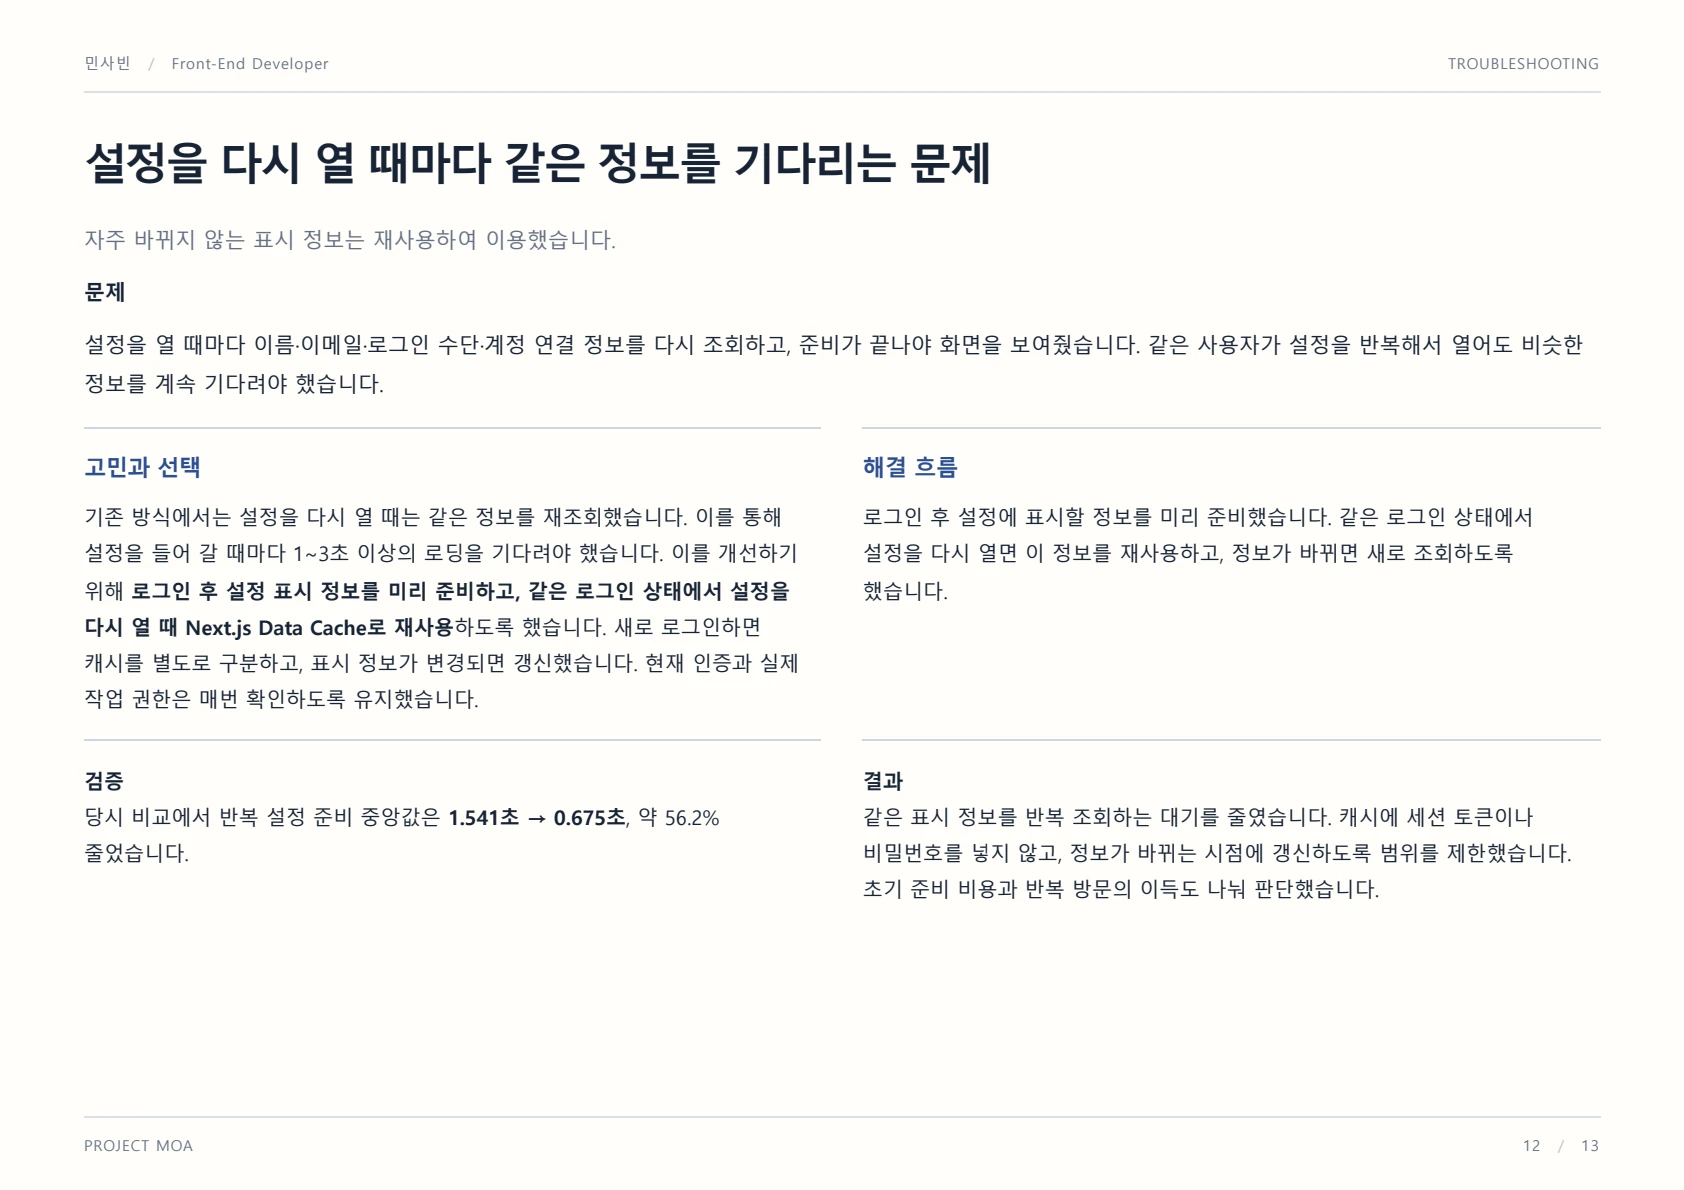 민사빈 / Front-End Developer
TROUBLESHOOTING
설정을 다시 열 때마다 같은 정보를 기다리는 문제
자주 바뀌지 않는 표시 정보는 재사용하여 이용했습니다.
문제
설정을 열 때마다 이름·이메일·로그인 수단·계정 연결 정보를 다시 조회하고, 준비가 끝나야 화면을 보여줬습니다. 같은 사용자가 설정을 반복해서 열어도 비슷한
정보를 계속 기다려야 했습니다.
고민과 선택
기존 방식에서는 설정을 다시 열 때는 같은 정보를 재조회했습니다. 이를 통해
설정을 들어 갈 때마다 1~3초 이상의 로딩을 기다려야 했습니다. 이를 개선하기
위해 로그인 후 설정 표시 정보를 미리 준비하고, 같은 로그인 상태에서 설정을
다시 열 때 Next.js Data Cache로 재사용하도록 했습니다. 새로 로그인하면
캐시를 별도로 구분하고, 표시 정보가 변경되면 갱신했습니다. 현재 인증과 실제
작업 권한은 매번 확인하도록 유지했습니다.
해결 흐름
로그인 후 설정에 표시할 정보를 미리 준비했습니다. 같은 로그인 상태에서
설정을 다시 열면 이 정보를 재사용하고, 정보가 바뀌면 새로 조회하도록
했습니다.
검증
당시 비교에서 반복 설정 준비 중앙값은 1.541초 → 0.675초, 약 56.2%
줄었습니다.
결과
같은 표시 정보를 반복 조회하는 대기를 줄였습니다. 캐시에 세션 토큰이나
비밀번호를 넣지 않고, 정보가 바뀌는 시점에 갱신하도록 범위를 제한했습니다.
초기 준비 비용과 반복 방문의 이득도 나눠 판단했습니다.
PROJECT MOA
12 / 13